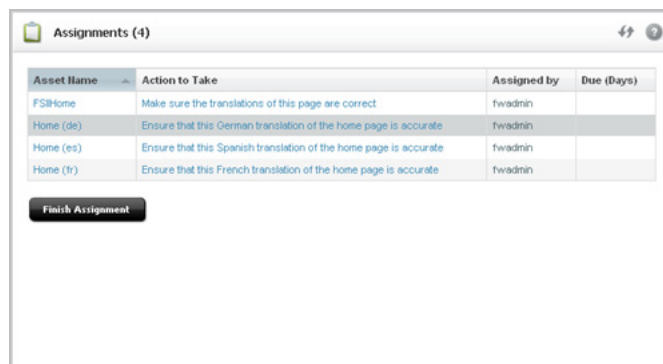 Assignments (4)
Asset Name Action to Take Assigned by Due (Days)
FSIIHome Make sure the translations of this page are correct fwadmin
Home (de) Ensure that this German translation of the home page is accurate fwadmin
Home (es) Ensure that this Spanish translation of the home page is accurate fwadmin
Home (fr) Ensure that this French translation of the home page is accurate fwadmin
Finish Assignment